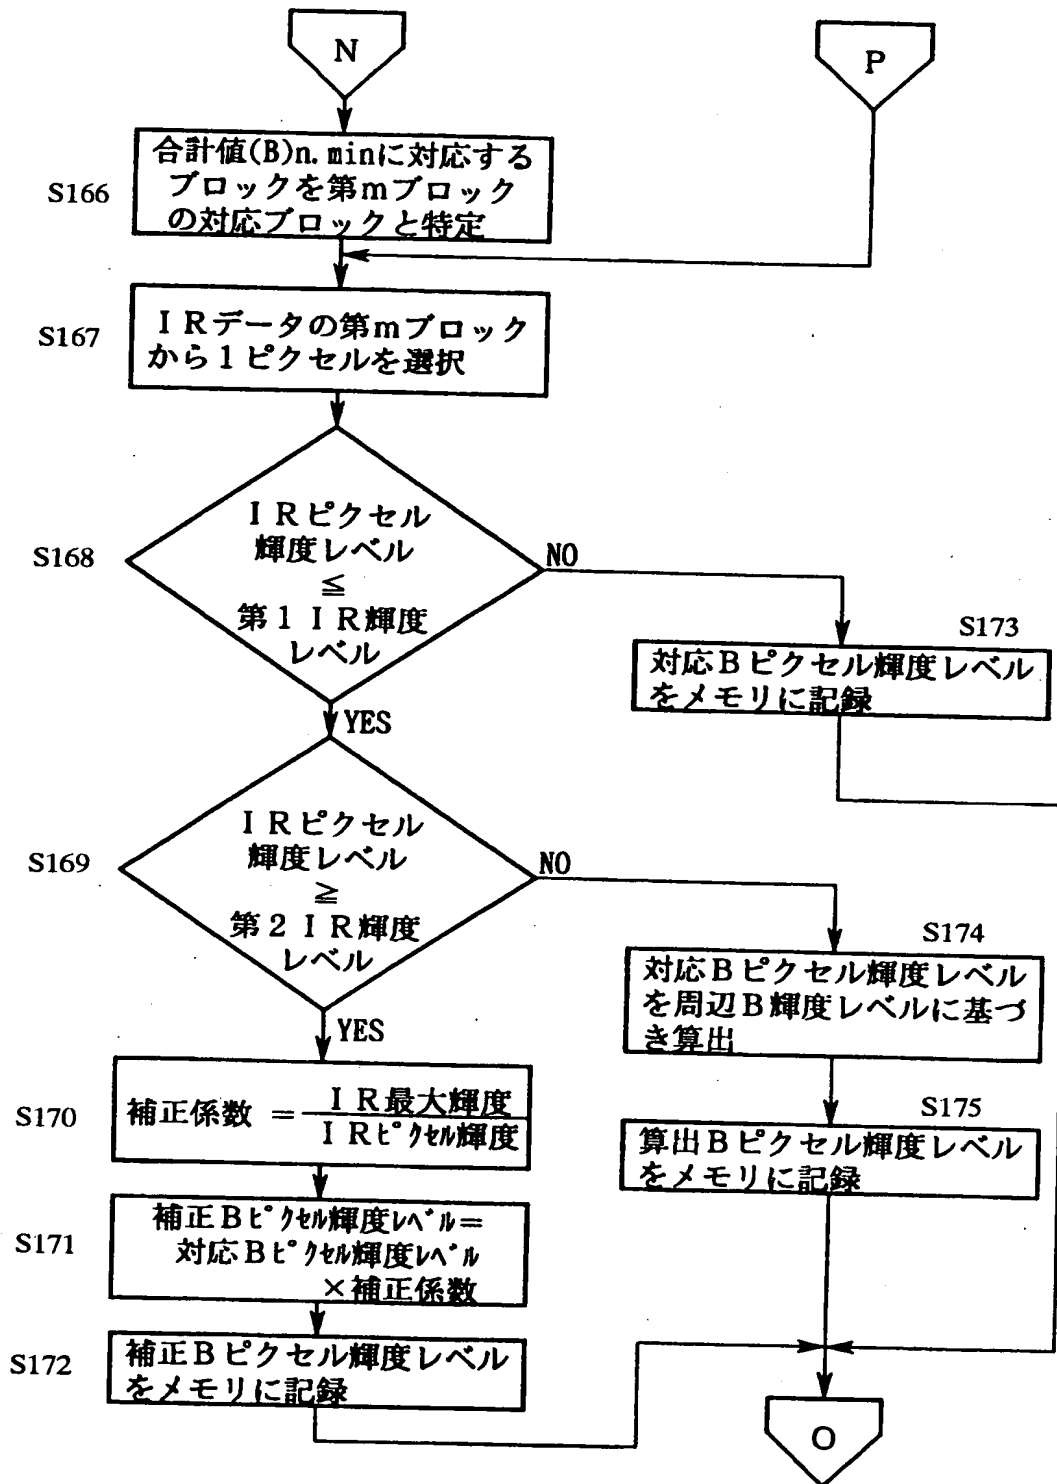 N
P
S166
合計値(B)n.minに対応する
ブロックを第mブロック
の対応ブロックと特定
S167
IRデータの第mブロック
から1ピクセルを選択
S168
IRピクセル
輝度レベル
≦
第1IR輝度
レベル
NO
YES
S173
対応Bピクセル輝度レベル
をメモリに記録
S169
IRピクセル
輝度レベル
≧
第2IR輝度
レベル
NO
YES
S174
対応Bピクセル輝度レベル
を周辺B輝度レベルに基づ
き算出
S170
補正係数 =
IR最大輝度
IRピクセル輝度
S175
算出Bピクセル輝度レベル
をメモリに記録
S171
補正Bピクセル輝度レベル=
対応Bピクセル輝度レベル
×補正係数
S172
補正Bピクセル輝度レベル
をメモリに記録
O